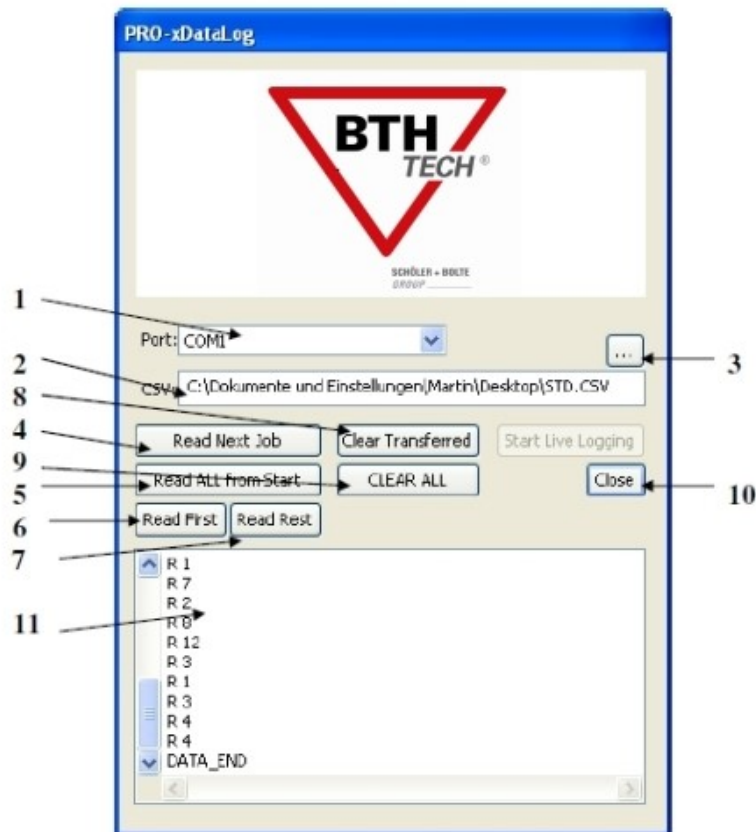 PRO-xDataLog
BTH
TECH ®
SCHÖLER + BOLTE
GROUP
1
Port: COM1
...
3
2
CSV: C:\Dokumente und Einstellungen\Martin\Desktop\STD.CSV
8
4
Read Next Job Clear Transferred Start Live Logging
9
Read ALL from Start CLEAR ALL Close
5
10
6
Read First Read Rest
7
R 1
R 7
R 2
11
R 8
R 12
R 3
R 1
R 3
R 4
R 4
DATA_END